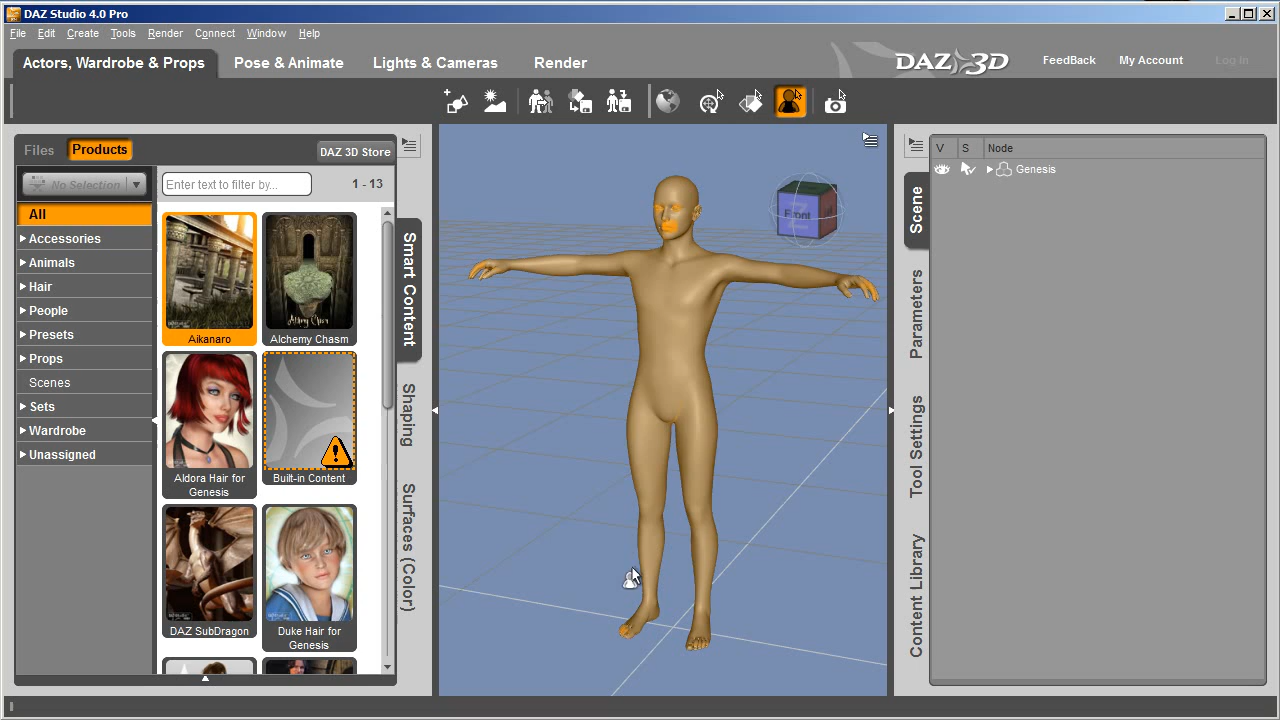 DAZ Studio 4.0 Pro
File Edit Create Tools Render Connect Window Help
Actors, Wardrobe & Props Pose & Animate Lights & Cameras Render
DAZ 3D FeedBack My Account Log In
Files Products DAZ 3D Store
No Selection Enter text to filter by... 1 - 13
All
Accessories
Animals
Hair
People
Presets
Props
Scenes
Sets
Wardrobe
Unassigned
Aikanaro Alchemy Chasm
Aldora Hair for
Genesis
Built-in Content
DAZ SubDragon
Duke Hair for
Genesis
Alchemy Chasm
Smart Content
Shaping
Surfaces (Color)
Front
Scene
Parameters
Tool Settings
Content Library
V S Node
Genesis